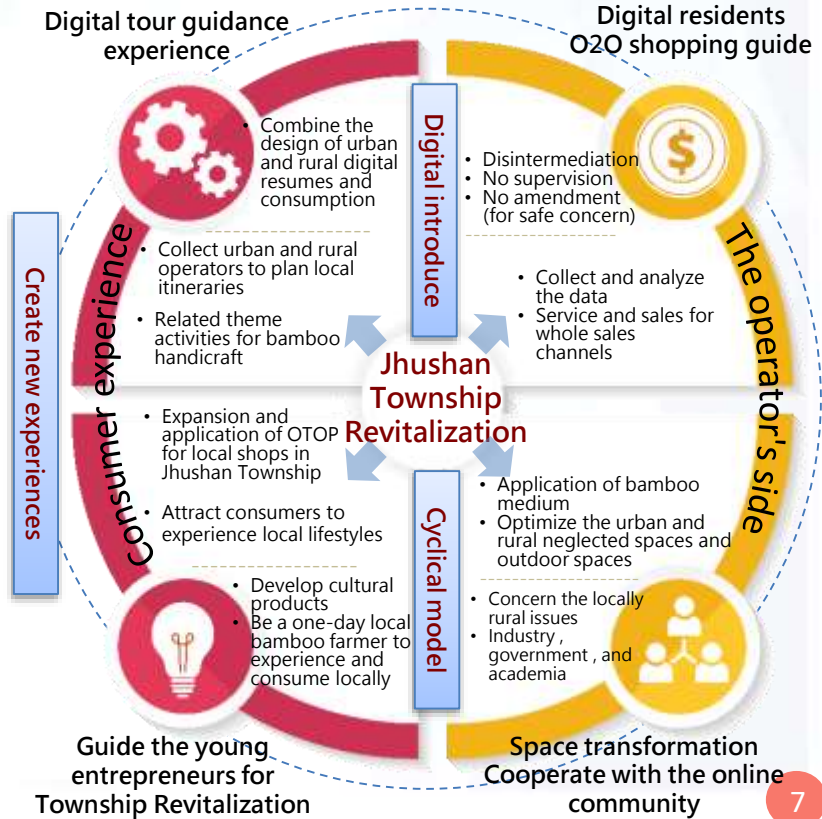 Digital tour guidance
experience
Digital residents
O2O shopping guide
• Combine the
design of urban
and rural digital
resumes and
consumption
• Collect urban and rural
operators to plan local
itineraries
• Related theme
activities for bamboo
handicraft
Digital introduce
• Disintermediation
• No supervision
• No amendment
(for safe concern)
• Collect and analyze
the data
• Service and sales for
whole sales
channels
$
Create new experiences
Consumer experience
The operator's side
Jhushan
Township
Revitalization
• Expansion and
application of OTOP
for local shops in
Jhushan Township
• Attract consumers to
experience local lifestyles
• Develop cultural
products
• Be a one-day local
bamboo farmer to
experience and
consume locally
Cyclical model
• Application of bamboo
medium
• Optimize the urban and
rural neglected spaces and
outdoor spaces
• Concern the locally
rural issues
• Industry ,
government , and
academia
Guide the young
entrepreneurs for
Township Revitalization
Space transformation
Cooperate with the online
community
7